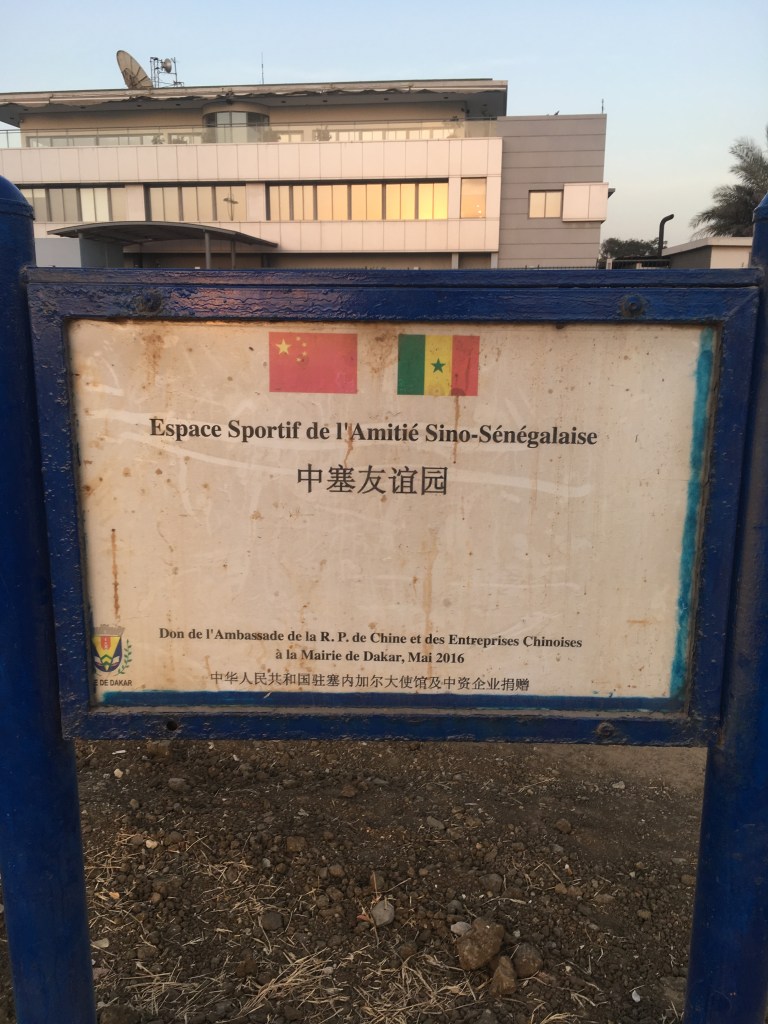 Espace Sportif de l'Amitié Sino-Sénégalaise
中塞友谊园
Don de l'Ambassade de la R. P. de Chine et des Entreprises Chinoises
à la Mairie de Dakar, Mai 2016
中华人民共和国驻塞内加尔大使馆及中资企业捐赠
E DE DAKAR